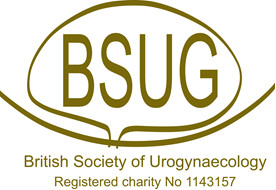 BSUG
British Society of Urogynaecology
Registered charity No 1143157